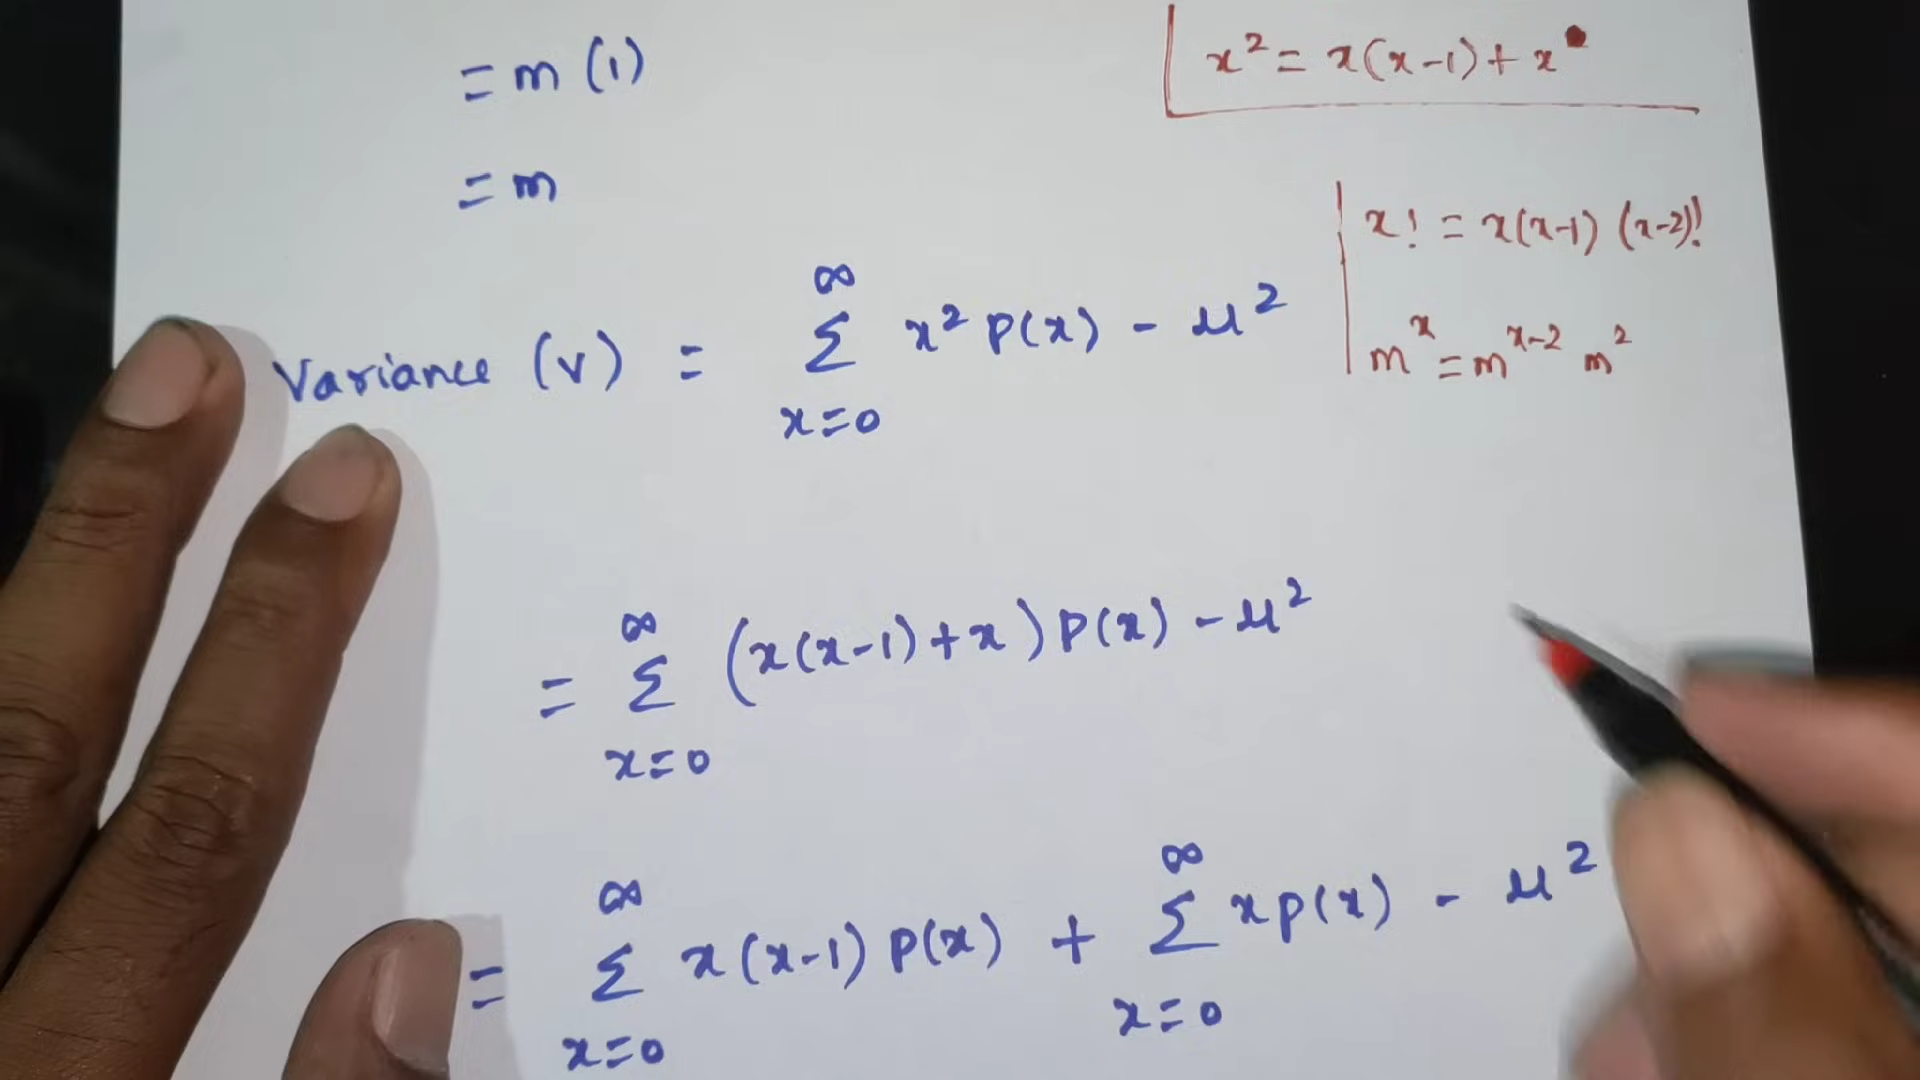 = m (1)
x² = x(x-1) + x
= m
x! = x(x-1) (x-2)!
m^x = m^(x-2) m²
Variance (v) = ∞ Σ x=0 x² P(x) - μ²
= ∞ Σ x=0 (x(x-1)+x) P(x) - μ²
= ∞ Σ x=0 x(x-1) P(x) + ∞ Σ x=0 x P(x) - μ²